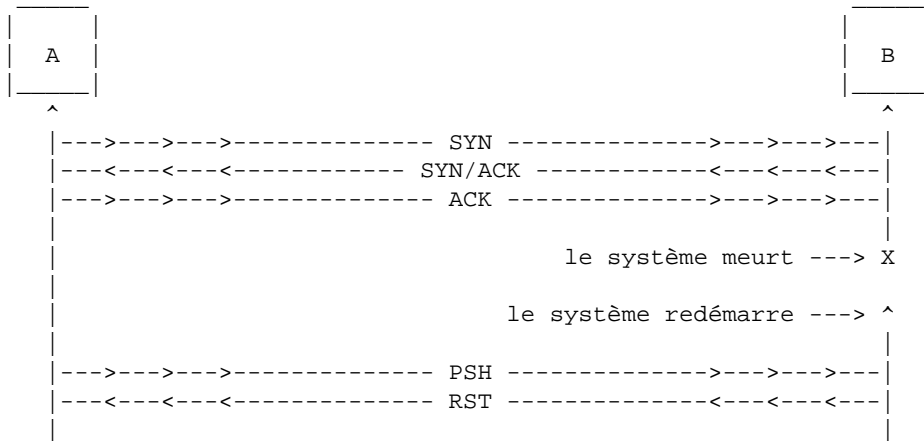 A B
SYN
SYN/ACK
ACK
le système meurt ---> X
le système redémarre ---> ^
PSH
RST